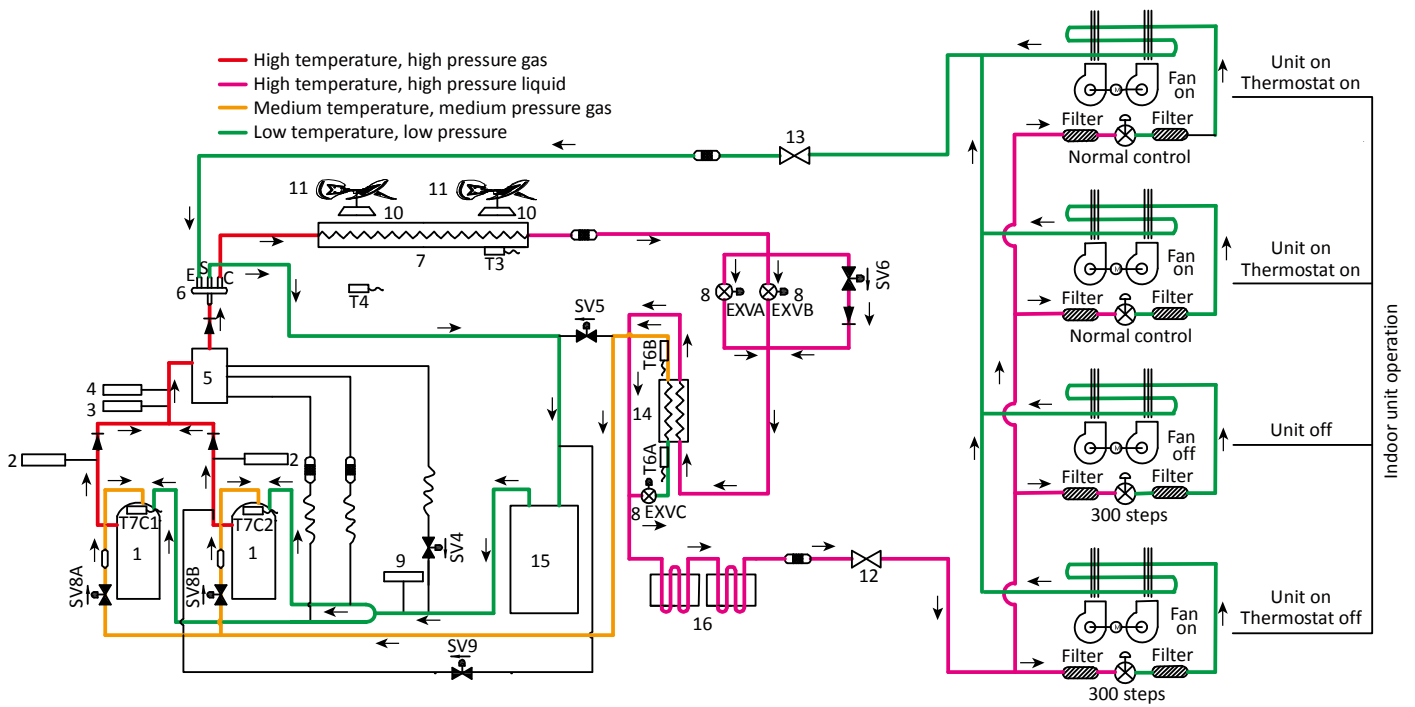 High temperature, high pressure gas
High temperature, high pressure liquid
Medium temperature, medium pressure gas
Low temperature, low pressure
13
11
11
10
10
7
T3
T4
E
S
C
6
5
4
3
2
2
T7C1
T7C2
1
1
SV8A
SV8B
9
SV4
SV9
15
SV5
8
EXVA
8
EXVB
SV6
T6B
14
T6A
8
EXVC
16
12
M
Fan
on
Filter
Filter
Normal control
Unit on
Thermostat on
M
Fan
on
Filter
Filter
Normal control
Unit on
Thermostat on
M
Fan
off
Filter
Filter
300 steps
Unit off
M
Fan
on
Filter
Filter
300 steps
Unit on
Thermostat off
Indoor unit operation